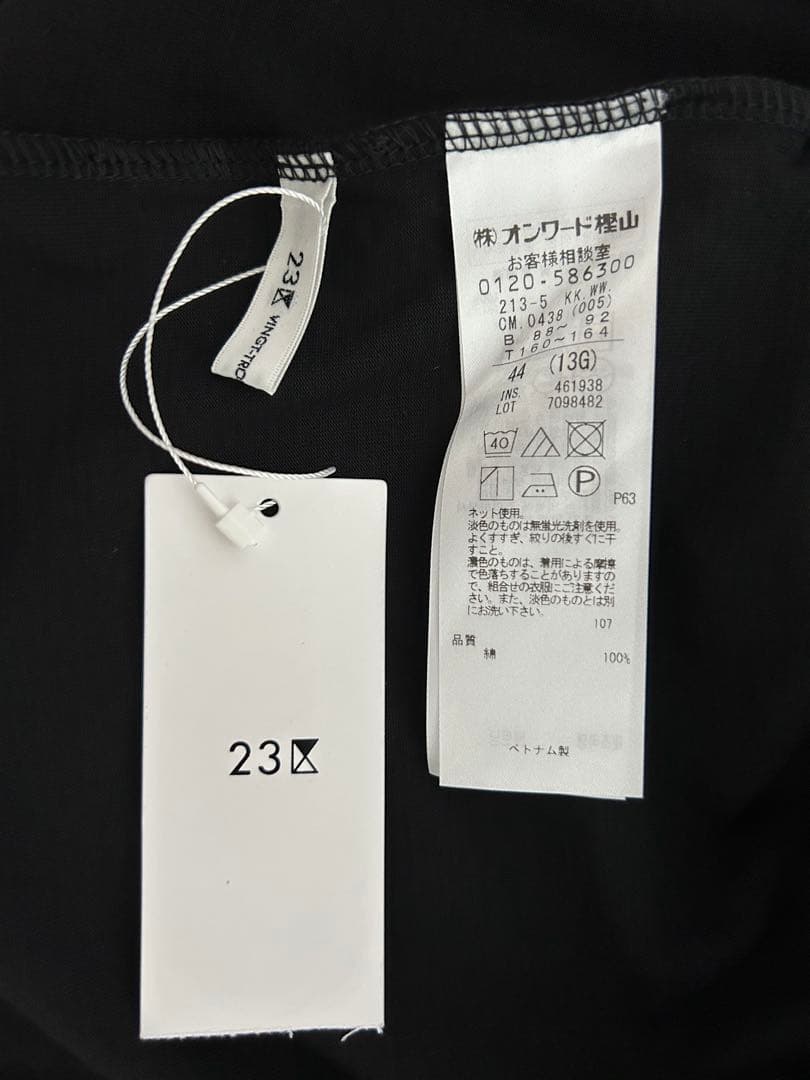 23区 VINGT-TRO
(株)オンワード樫山
お客様相談室
0120-586300
213-5 KK.WW.
CM.0438 (005)
B 88~ 92
T 160~164
44 (13G)
INS. 461938
LOT 7098482
40
P
P63
ネット使用。
淡色のものは無蛍光洗剤を使用。
よくすすぎ、絞りの後すぐに干
すこと。
濃色のものは、着用による摩擦
で色落ちすることがありますの
で、組合せの衣服にご注意くだ
さい。また、淡色のものとは別
にお洗い下さい。
107
品質
綿 100%
ベトナム製
23区